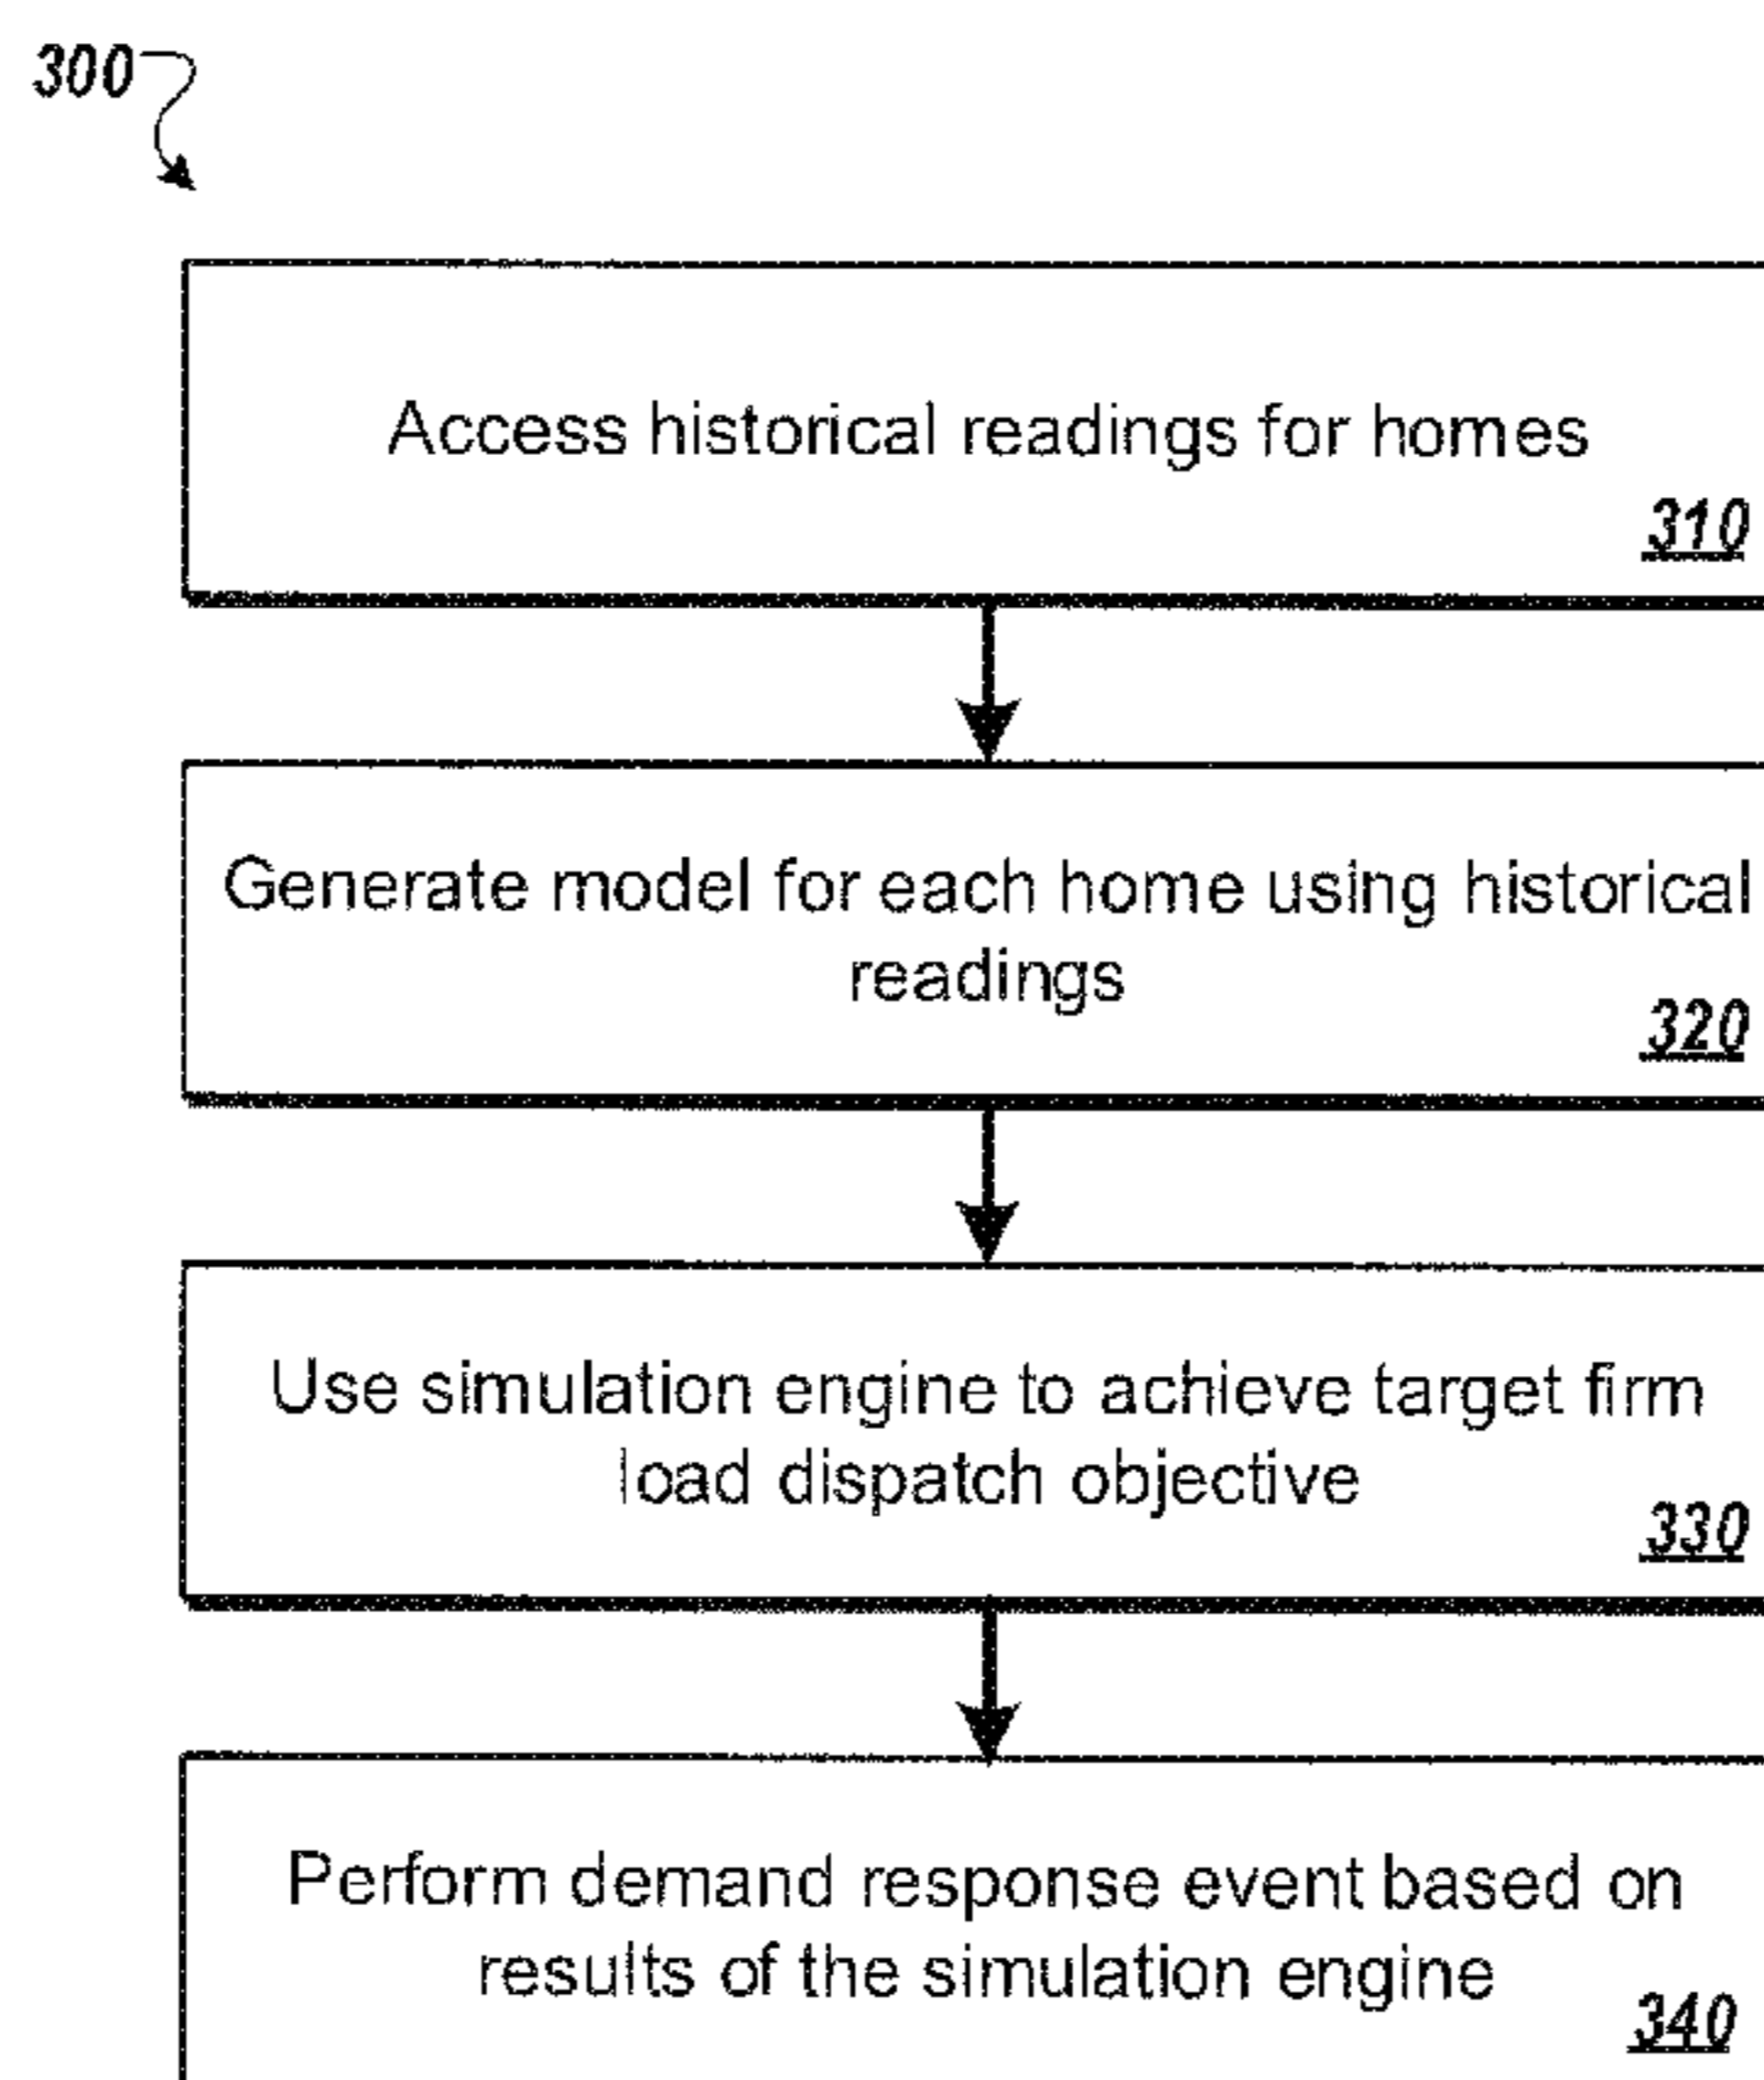 300
Access historical readings for homes
310
Generate model for each home using historical
readings
320
Use simulation engine to achieve target firm
load dispatch objective
330
Perform demand response event based on
results of the simulation engine
340